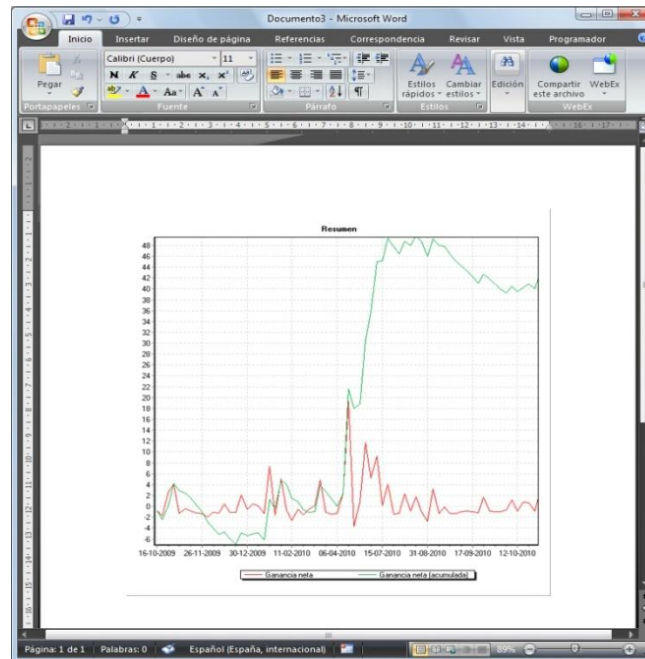 Documento3 - Microsoft Word
Inicio Insertar Diseño de página Referencias Correspondencia Revisar Vista Programador
Pegar
Portapapeles
Calibri (Cuerpo) 11
N K S abe x, x²
Aa A A
Fuente
Párrafo
Estilos rápidos
Cambiar estilos
Estilos
Edición
Compartir este archivo
WebEx
WebEx
Resumen
48
46
44
42
40
38
36
34
32
30
28
26
24
22
20
18
16
14
12
10
8
6
4
2
0
-2
-4
-6
16-10-2009 26-11-2009 30-12-2009 11-02-2010 06-04-2010 15-07-2010 31-08-2010 17-09-2010 12-10-2010
Ganancia neta Ganancia neta (acumulada)
Página: 1 de 1 Palabras: 0 Español (España, internacional) 89%